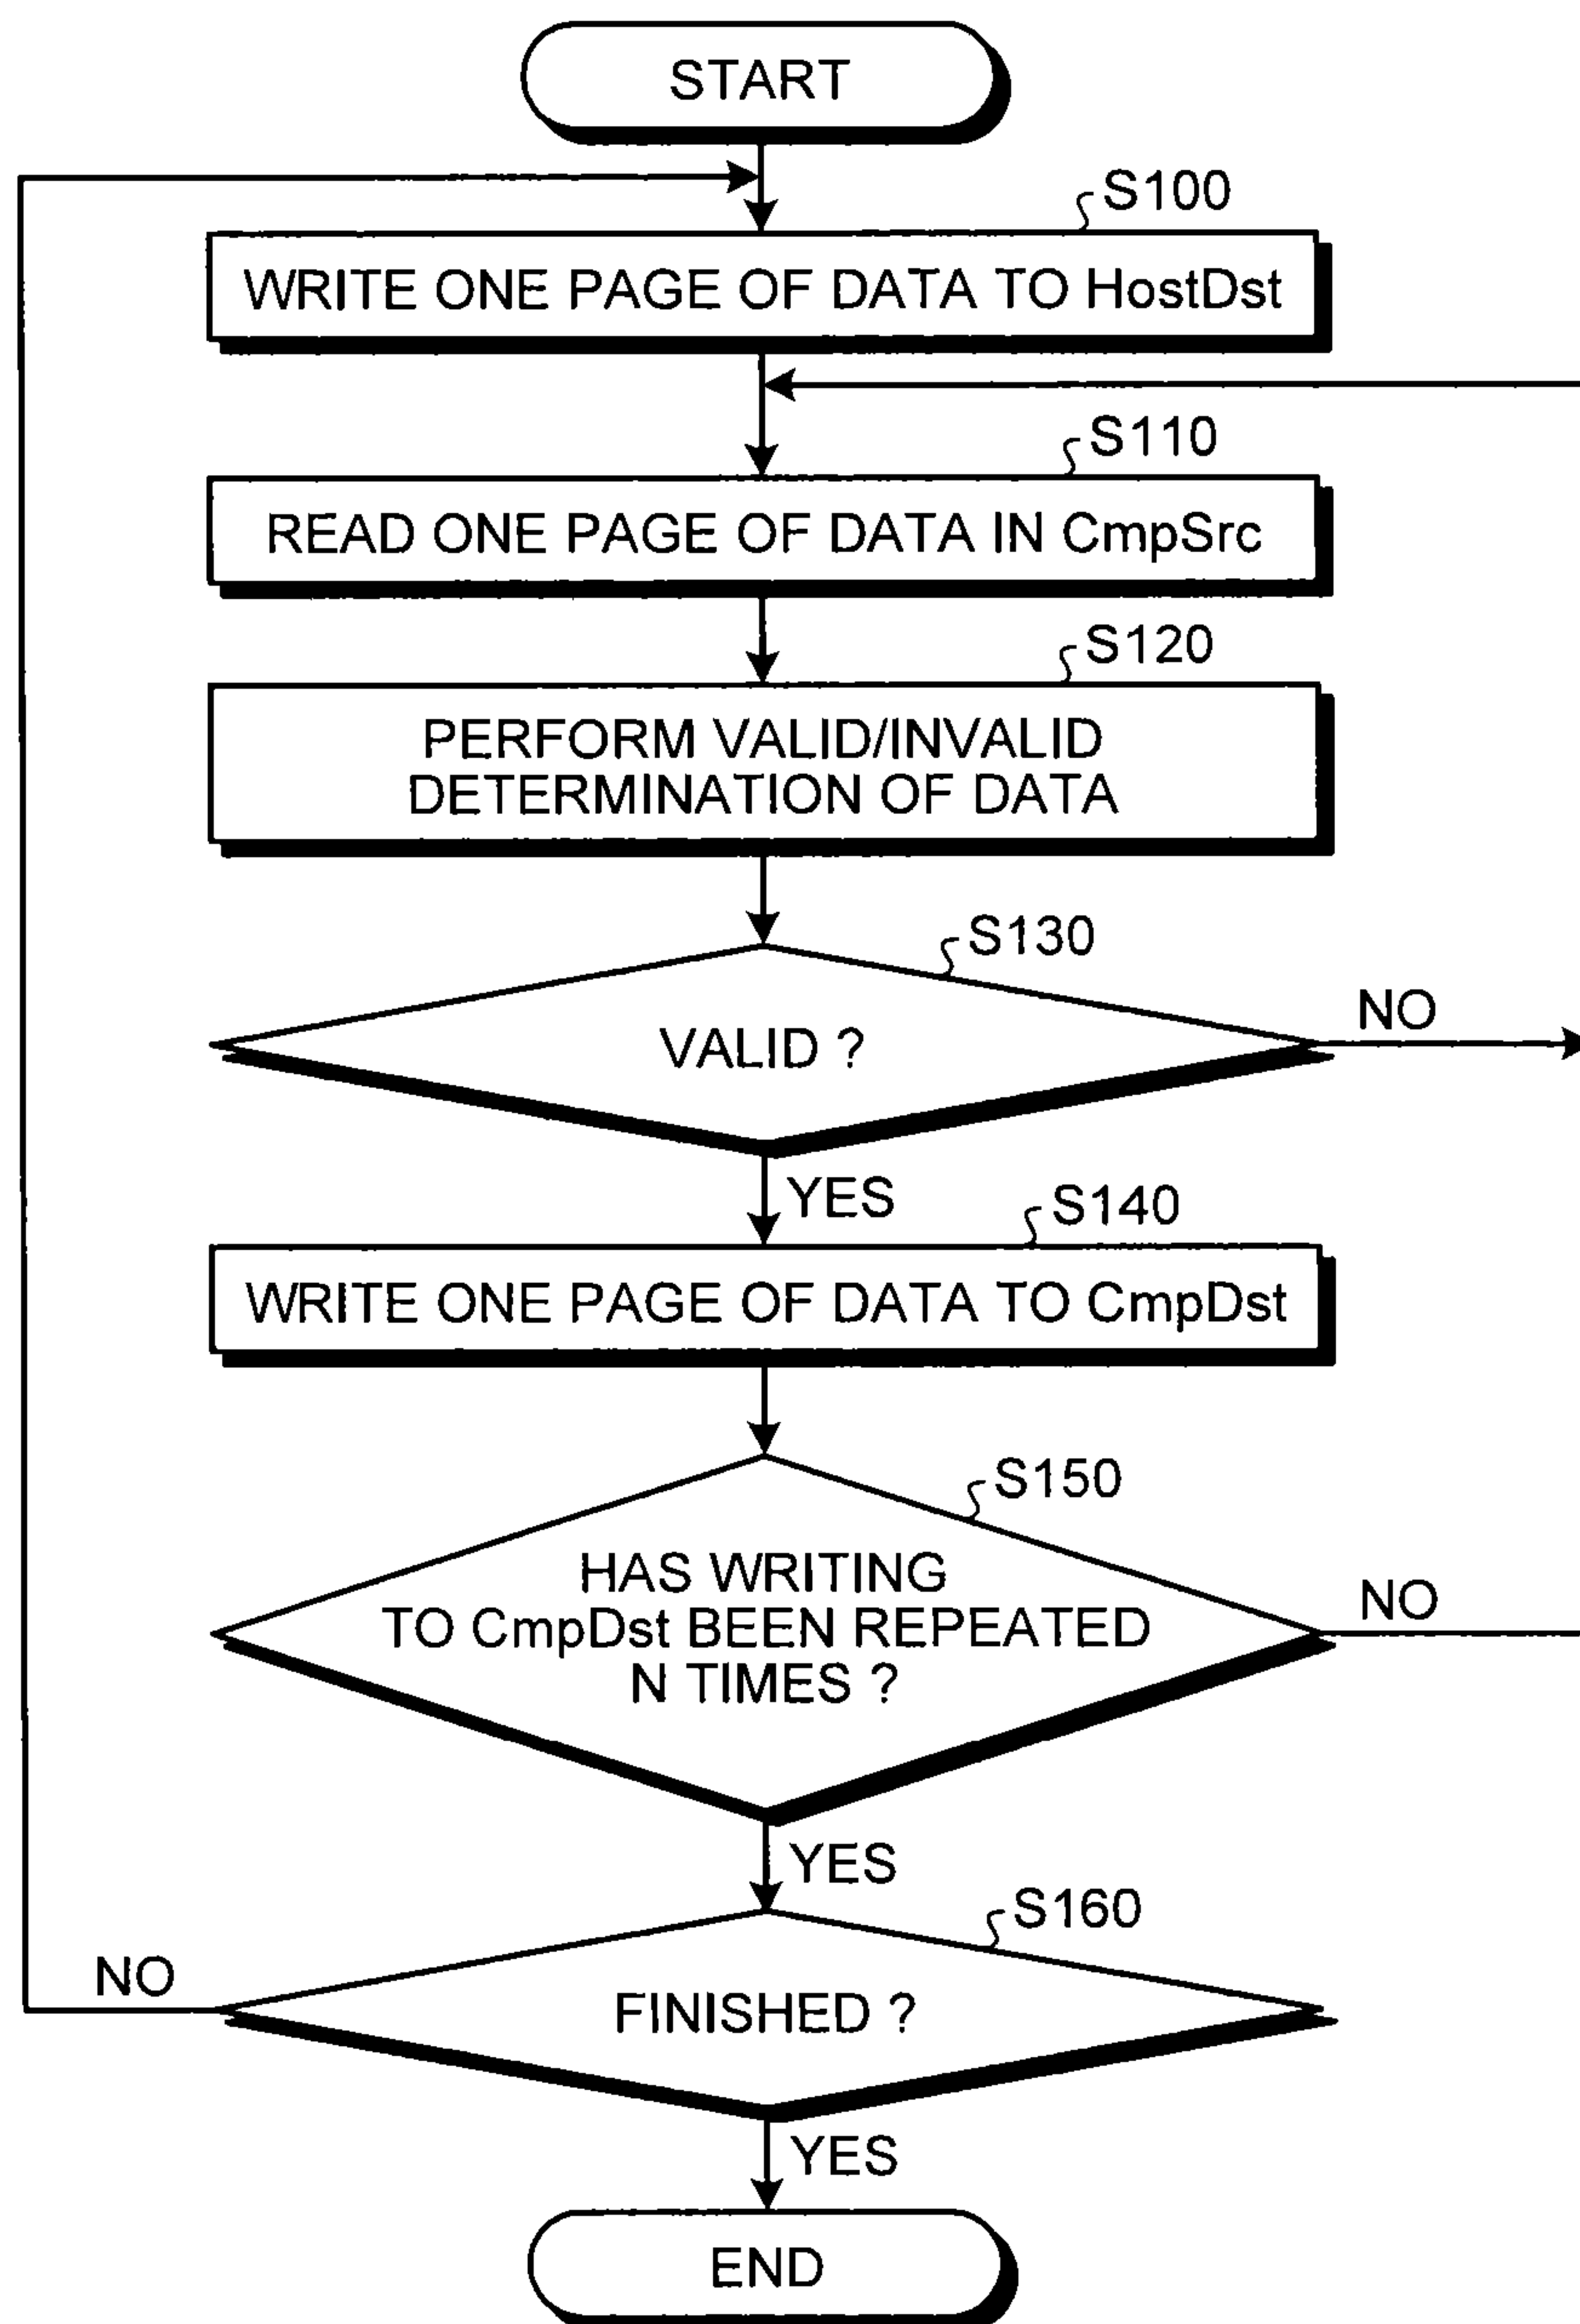 START
S100
WRITE ONE PAGE OF DATA TO HostDst
S110
READ ONE PAGE OF DATA IN CmpSrc
S120
PERFORM VALID/INVALID
DETERMINATION OF DATA
S130
VALID ?
NO
YES
S140
WRITE ONE PAGE OF DATA TO CmpDst
S150
HAS WRITING
TO CmpDst BEEN REPEATED
N TIMES ?
NO
YES
S160
NO
FINISHED ?
YES
END